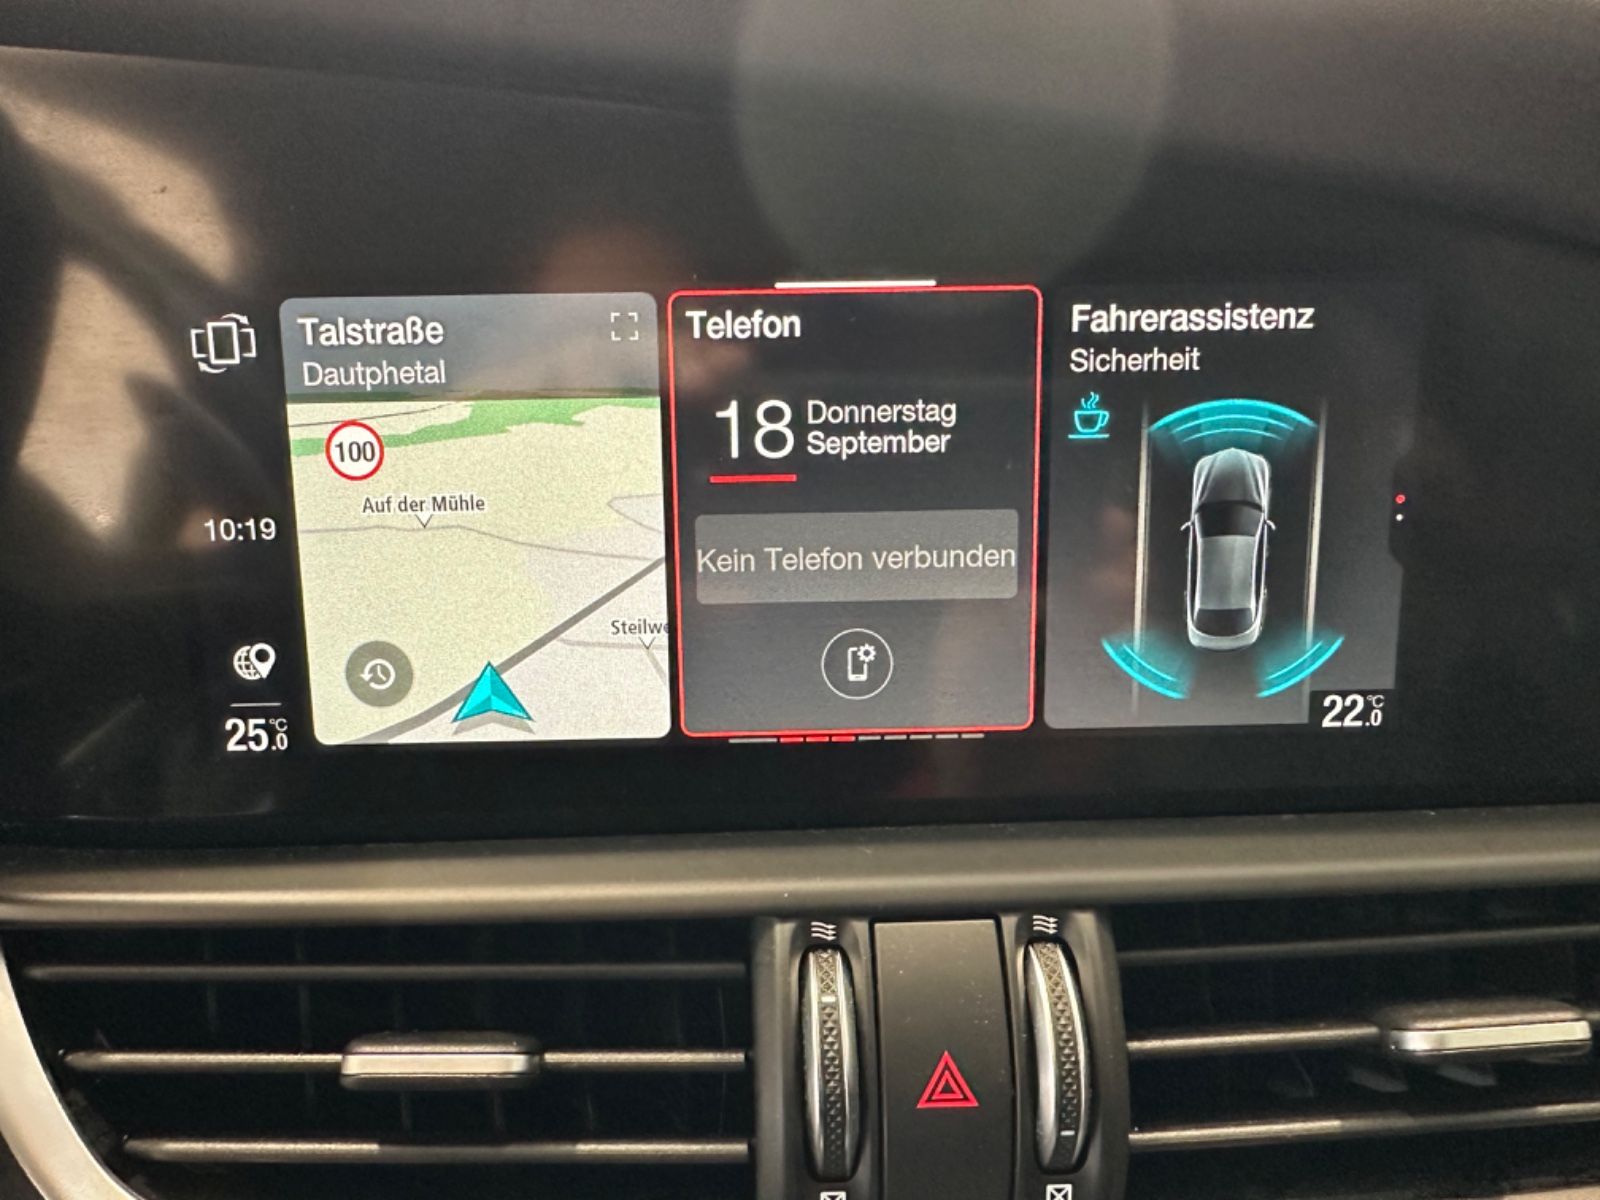 Talstraße
Dautphetal
100
Auf der Mühle
Steilwe
10:19
25.0°C
Telefon
18
Donnerstag
September
Kein Telefon verbunden
Fahrerassistenz
Sicherheit
22.0°C